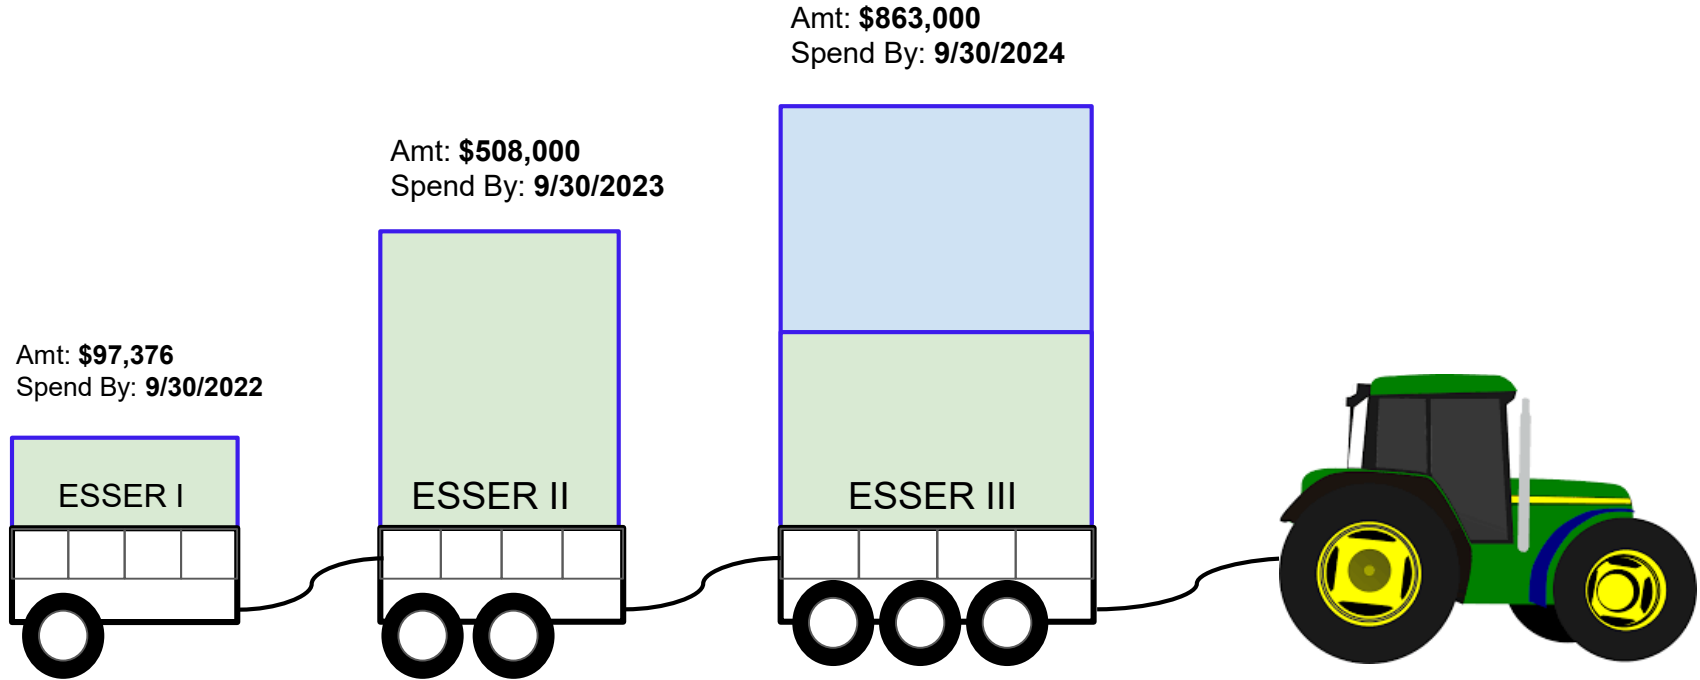 Amt: $863,000
Spend By: 9/30/2024
Amt: $508,000
Spend By: 9/30/2023
Amt: $97,376
Spend By: 9/30/2022
ESSER I
ESSER II
ESSER III